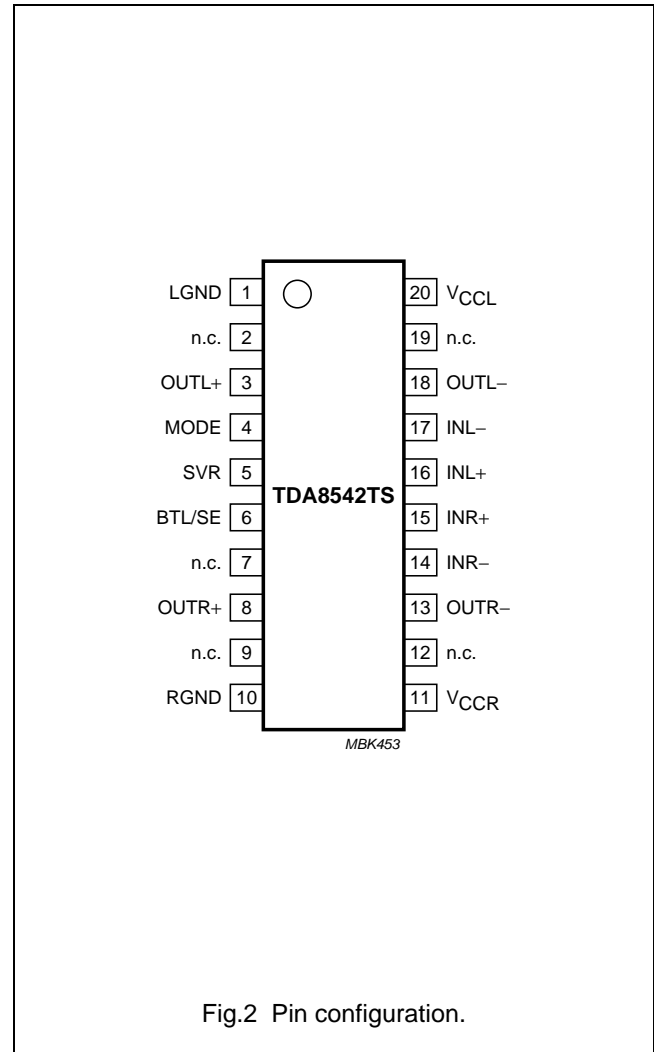 LGND 1
n.c. 2
OUTL+ 3
MODE 4
SVR 5
BTL/SE 6
n.c. 7
OUTR+ 8
n.c. 9
RGND 10
TDA8542TS
20 VCCL
19 n.c.
18 OUTL−
17 INL−
16 INL+
15 INR+
14 INR−
13 OUTR−
12 n.c.
11 VCCR
MBK453
Fig.2 Pin configuration.